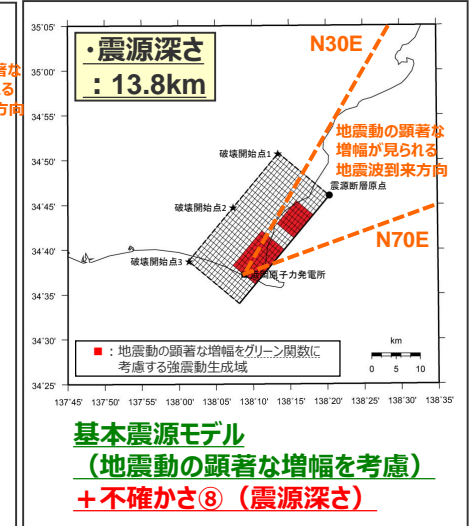 ・震源深さ
：13.8km
N30E
地震動の顕著な
増幅が見られる
地震波到来方向
N70E
破壊開始点1
破壊開始点2
破壊開始点3
震源断層原点
岡原子力発電所
■：地震動の顕著な増幅をグリーン関数に
考慮する強震動生成域
km
0 5 10
35˚05'
35˚00'
34˚55'
34˚50'
34˚45'
34˚40'
34˚35'
34˚30'
34˚25'
137˚45' 137˚50' 137˚55' 138˚00' 138˚05' 138˚10' 138˚15' 138˚20' 138˚25' 138˚30' 138˚35'
基本震源モデル
（地震動の顕著な増幅を考慮）
＋不確かさ⑧（震源深さ）